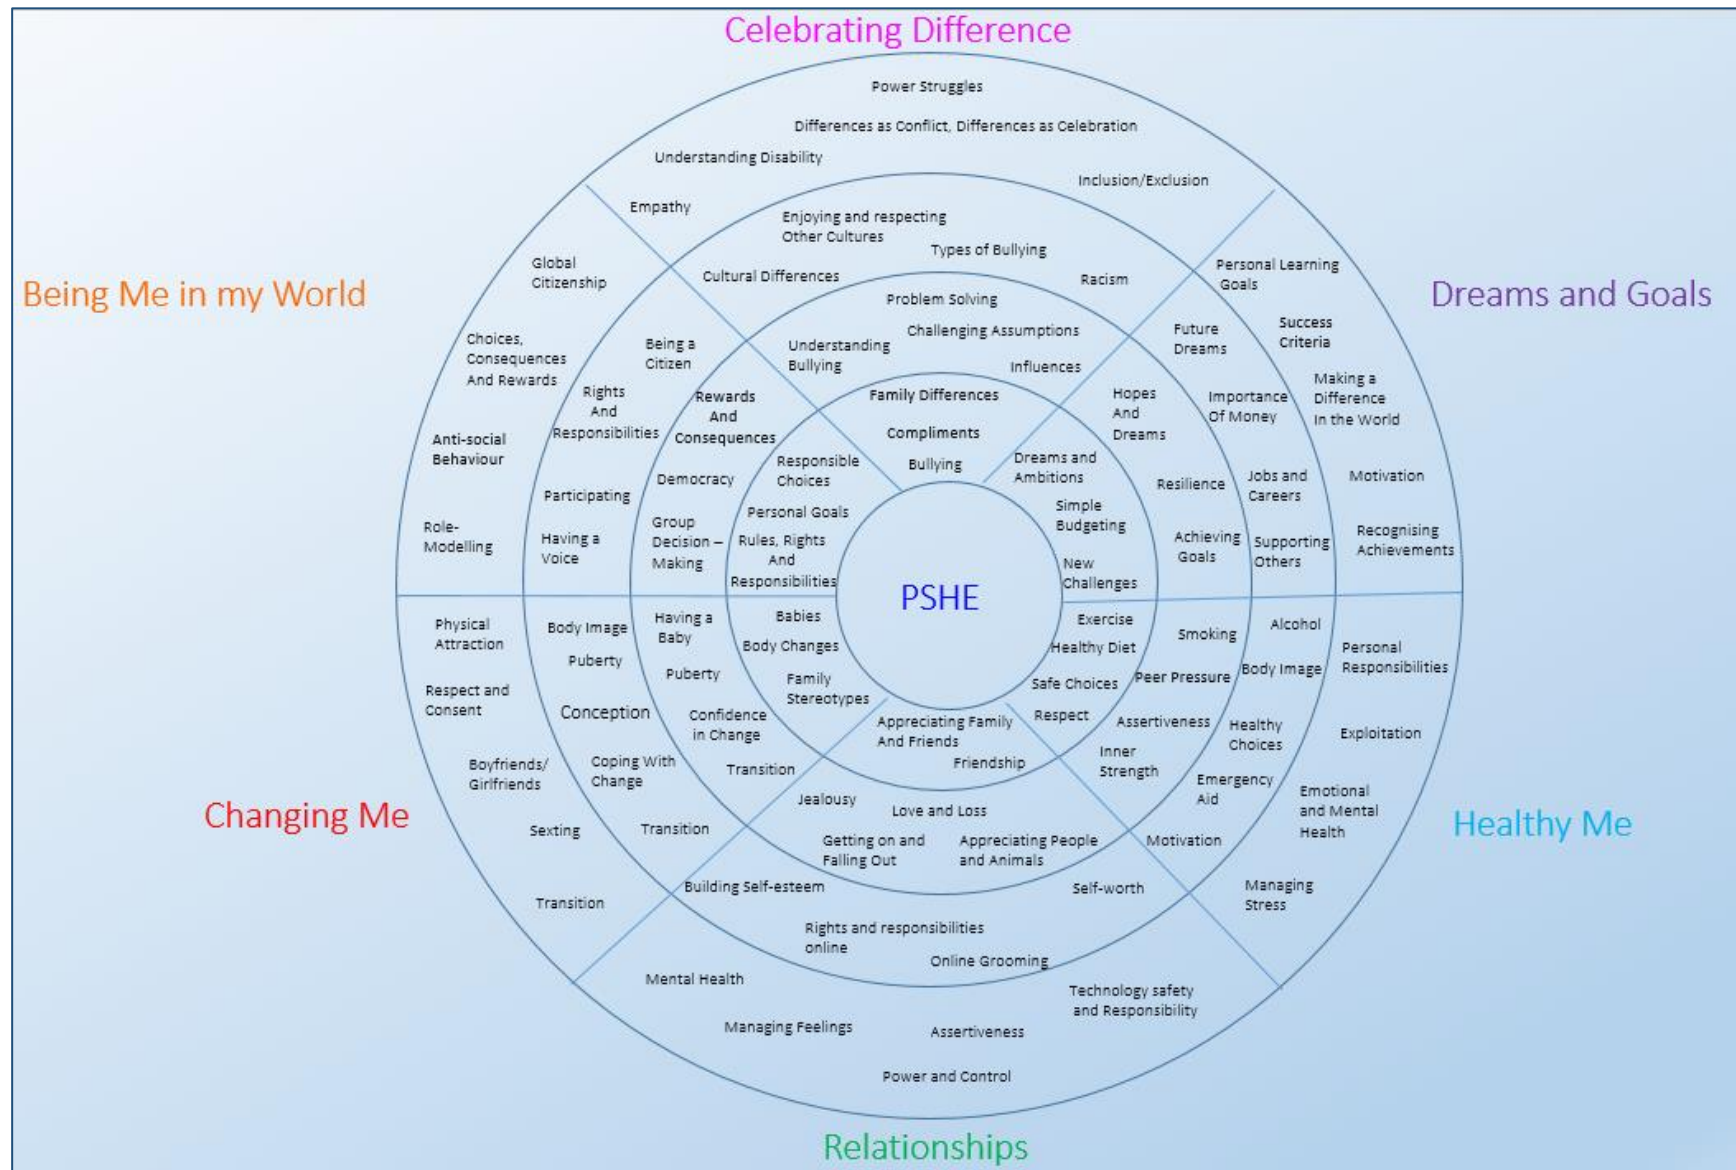 Celebrating Difference
Power Struggles
Differences as Conflict, Differences as Celebration
Understanding Disability
Inclusion/Exclusion
Empathy
Enjoying and respecting
Other Cultures
Types of Bullying
Cultural Differences
Racism
Problem Solving
Challenging Assumptions
Understanding
Bullying
Influences
Family Differences
Compliments
Bullying
Dreams and Goals
Personal Learning
Goals
Success
Criteria
Making a
Difference
In the World
Motivation
Recognising
Achievements
Future
Dreams
Importance
Of Money
Jobs and
Careers
Supporting
Others
Hopes
And
Dreams
Resilience
Achieving
Goals
Dreams and
Ambitions
Simple
Budgeting
New
Challenges
Healthy Me
Personal
Responsibilities
Exploitation
Emotional
and Mental
Health
Managing
Stress
Alcohol
Body Image
Healthy
Choices
Emergency
Aid
Motivation
Smoking
Peer Pressure
Assertiveness
Inner
Strength
Exercise
Healthy Diet
Safe Choices
Respect
Relationships
Appreciating Family
And Friends
Friendship
Jealousy
Love and Loss
Getting on and
Falling Out
Appreciating People
and Animals
Building Self-esteem
Self-worth
Rights and responsibilities
online
Online Grooming
Mental Health
Technology safety
and Responsibility
Managing Feelings
Assertiveness
Power and Control
Changing Me
Physical
Attraction
Respect and
Consent
Boyfriends/
Girlfriends
Sexting
Transition
Body Image
Puberty
Conception
Coping With
Change
Transition
Having a
Baby
Puberty
Confidence
in Change
Transition
Babies
Body Changes
Family
Stereotypes
Being Me in my World
Global
Citizenship
Choices,
Consequences
And Rewards
Anti-social
Behaviour
Role-
Modelling
Being a
Citizen
Rights
And
Responsibilities
Participating
Having a
Voice
Rewards
And
Consequences
Democracy
Group
Decision –
Making
Responsible
Choices
Personal Goals
Rules, Rights
And
Responsibilities
PSHE